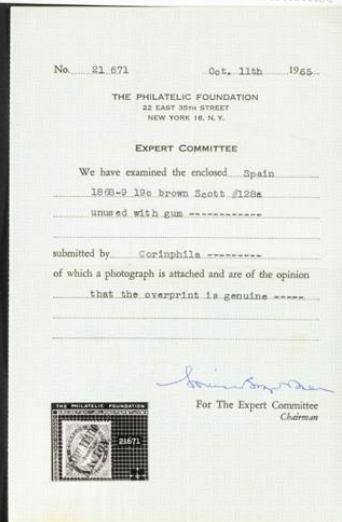 No. 21 671 Oct. 11th 1965
THE PHILATELIC FOUNDATION
22 EAST 35TH STREET
NEW YORK 16, N. Y.
EXPERT COMMITTEE
We have examined the enclosed Spain
1868-9 19c brown Scott #128a
unused with gum ------------
submitted by Corinphila ---------
of which a photograph is attached and are of the opinion
that the overprint is genuine -----
For The Expert Committee
Chairman
THE PHILATELIC FOUNDATION
21671